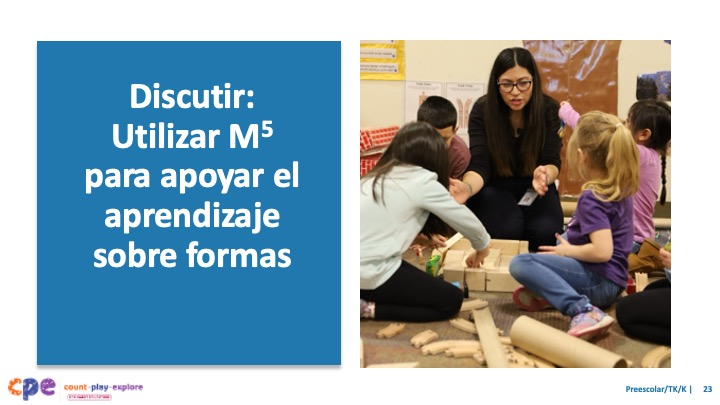 Discutir:
Utilizar M⁵
para apoyar el
aprendizaje
sobre formas
cpe count-play-explore
Preescolar/TK/K | 23